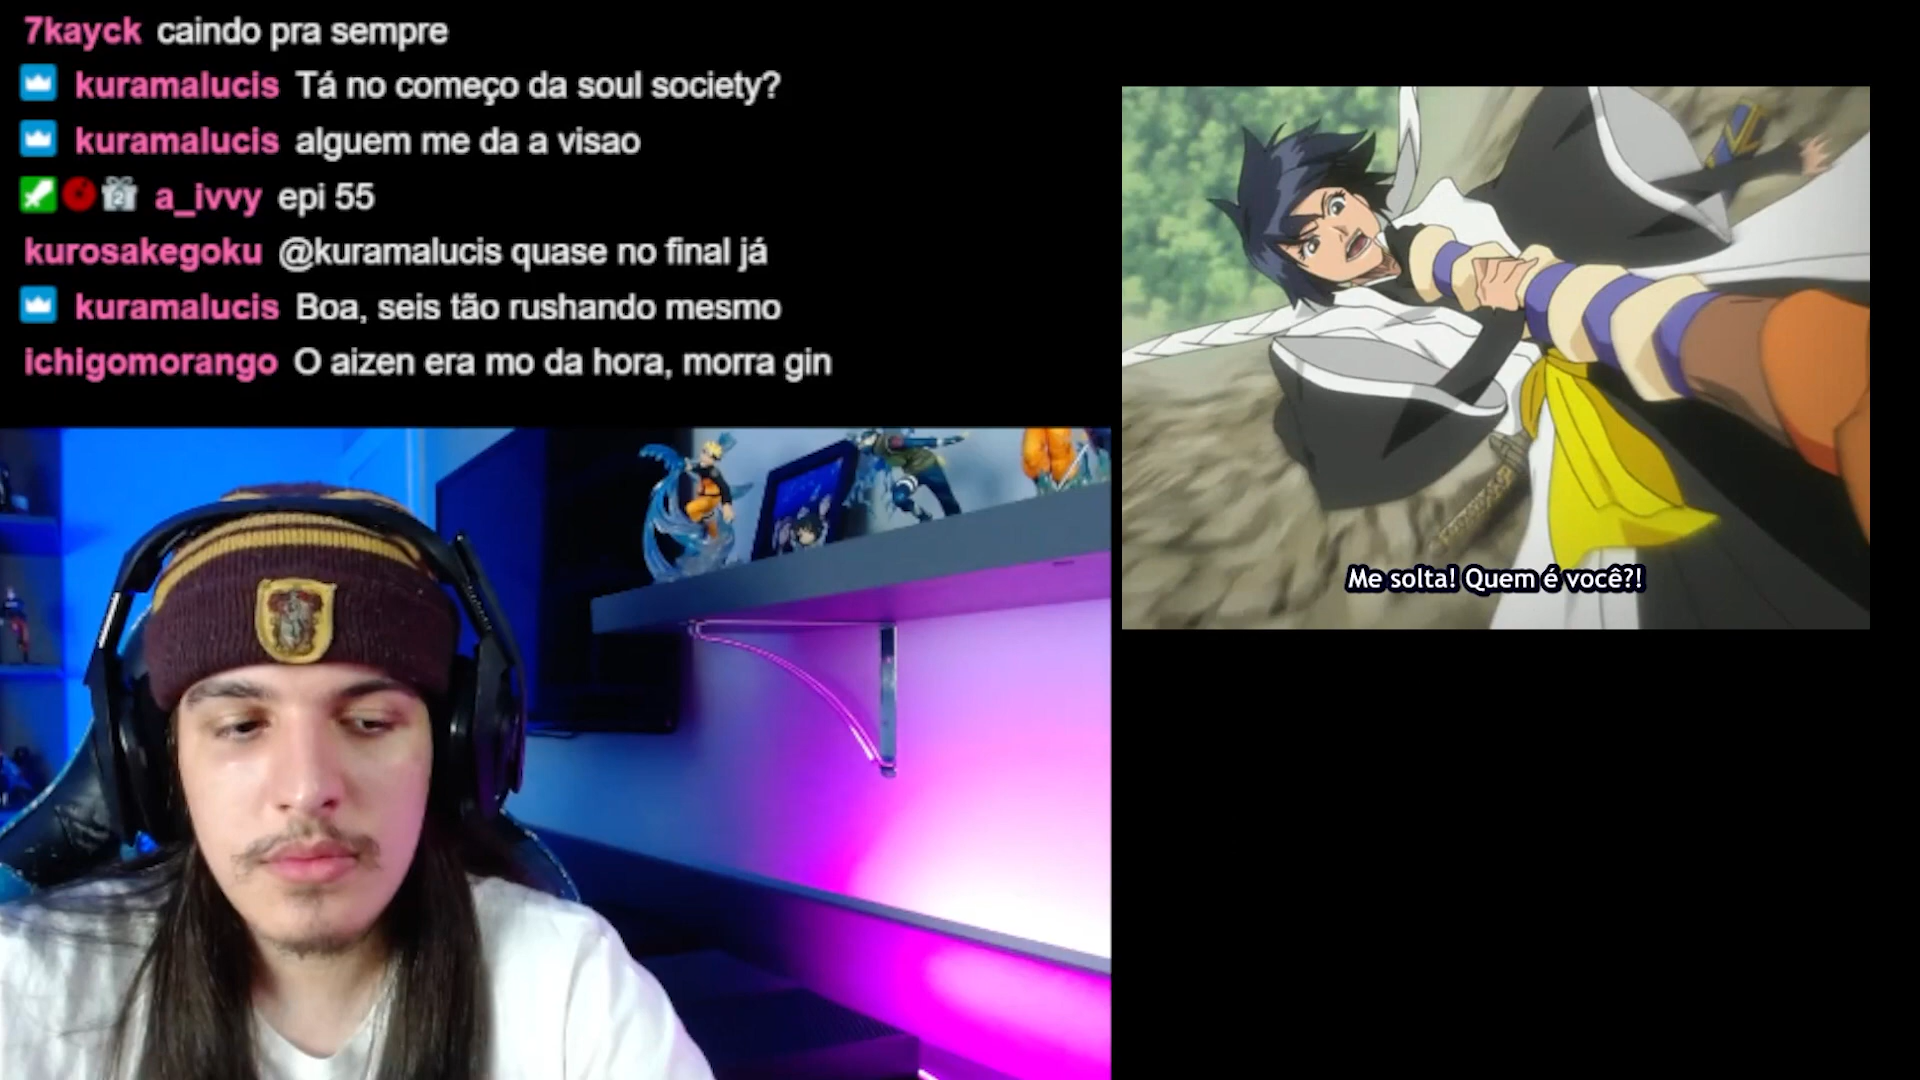 7kayck caindo pra sempre
kuramalucis Tá no começo da soul society?
kuramalucis alguem me da a visao
2 a_ivvy epi 55
kurosakegoku @kuramalucis quase no final já
kuramalucis Boa, seis tão rushando mesmo
ichigomorango O aizen era mo da hora, morra gin
Me solta! Quem é você?!